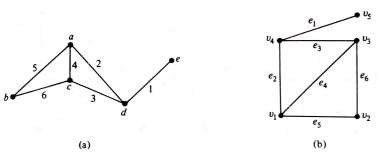 a
e
5
4
2
c
b
6
3
1
d
(a)
v₅
e₁
v₄
e₃
v₃
e₂
e₄
e₆
v₁
e₅
v₂
(b)